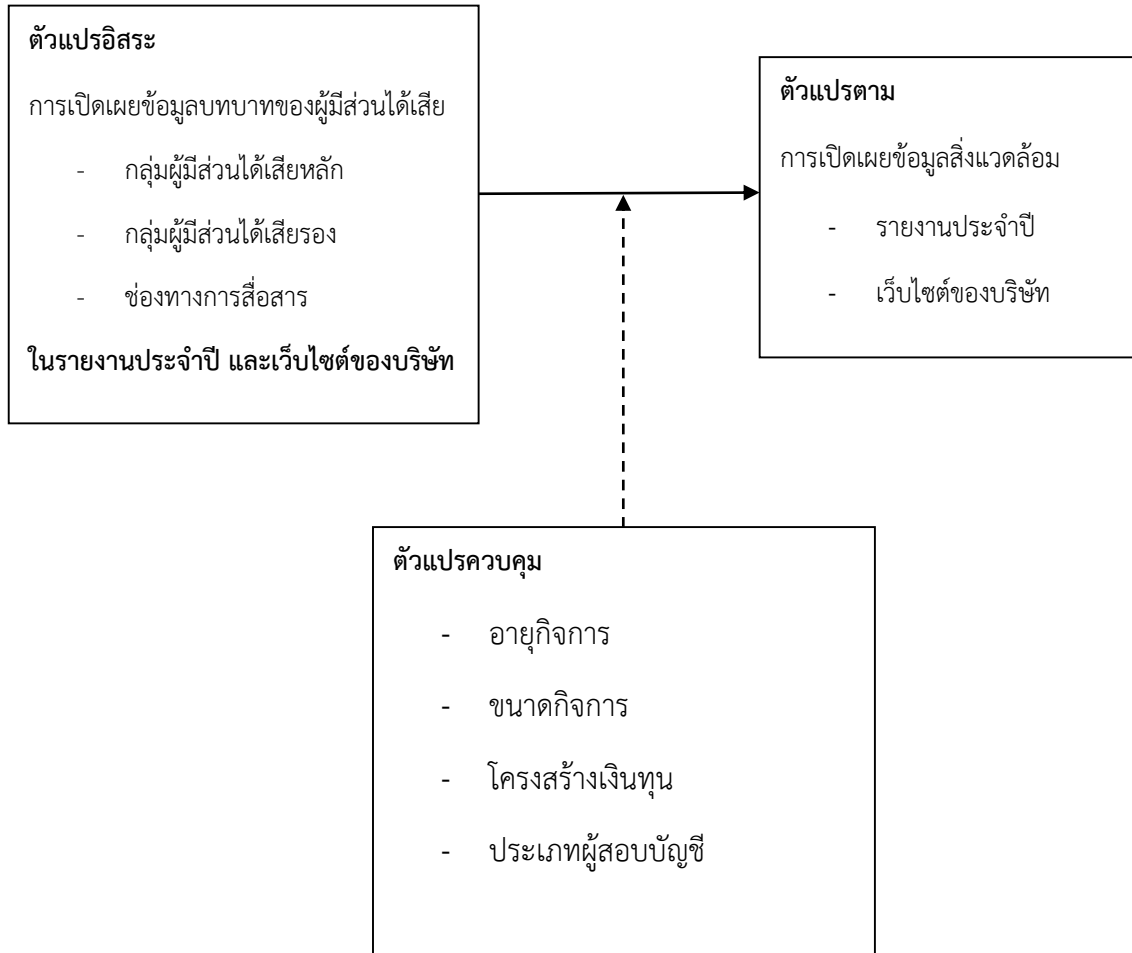 ตัวแปรอิสระ
การเปิดเผยข้อมูลบทบาทของผู้มีส่วนได้เสีย
- กลุ่มผู้มีส่วนได้เสียหลัก
- กลุ่มผู้มีส่วนได้เสียรอง
- ช่องทางการสื่อสาร
ในรายงานประจำปี และเว็บไซต์ของบริษัท
ตัวแปรตาม
การเปิดเผยข้อมูลสิ่งแวดล้อม
- รายงานประจำปี
- เว็บไซต์ของบริษัท
ตัวแปรควบคุม
- อายุกิจการ
- ขนาดกิจการ
- โครงสร้างเงินทุน
- ประเภทผู้สอบบัญชี